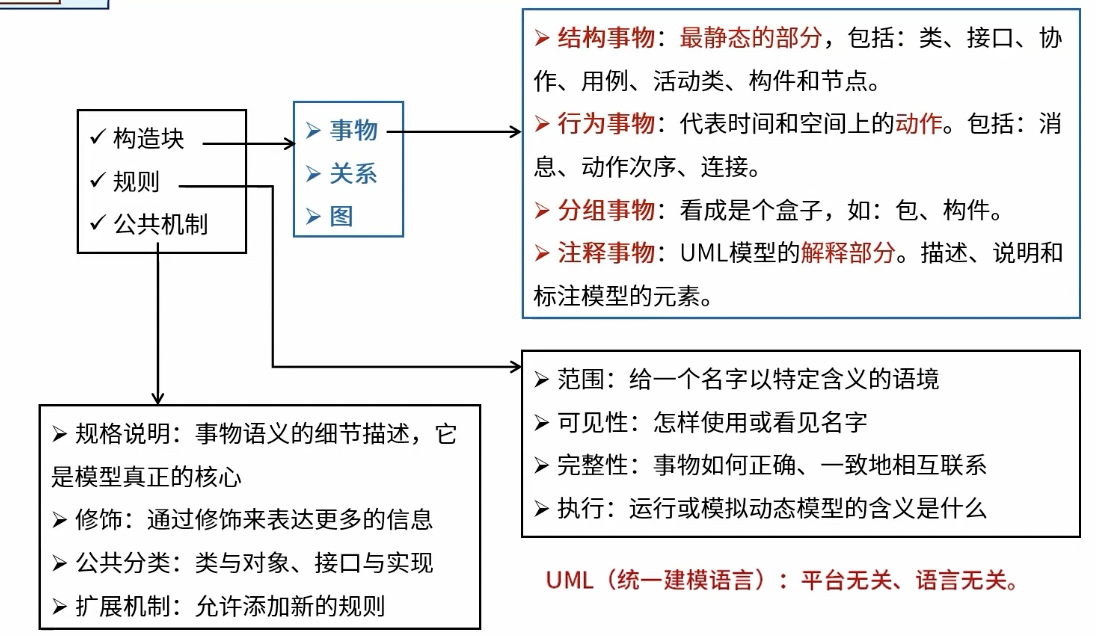 ✓ 构造块
✓ 规则
✓ 公共机制
➢ 事物
➢ 关系
➢ 图
➢ 结构事物：最静态的部分，包括：类、接口、协
作、用例、活动类、构件和节点。
➢ 行为事物：代表时间和空间上的动作。包括：消
息、动作次序、连接。
➢ 分组事物：看成是个盒子，如：包、构件。
➢ 注释事物：UML模型的解释部分。描述、说明和
标注模型的元素。
➢ 范围：给一个名字以特定含义的语境
➢ 可见性：怎样使用或看见名字
➢ 完整性：事物如何正确、一致地相互联系
➢ 执行：运行或模拟动态模型的含义是什么
➢ 规格说明：事物语义的细节描述，它
是模型真正的核心
➢ 修饰：通过修饰来表达更多的信息
➢ 公共分类：类与对象、接口与实现
➢ 扩展机制：允许添加新的规则
UML（统一建模语言）：平台无关、语言无关。